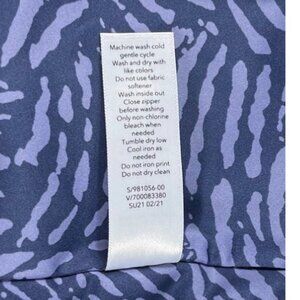 Machine wash cold
gentle cycle
Wash and dry with
like colors
Do not use fabric
softener
Wash inside out
Close zipper
before washing
Only non-chlorine
bleach when
needed
Tumble dry low
Cool iron as
needed
Do not iron print
Do not dry clean
S/981056-00
V/700083380
SU21 02/21